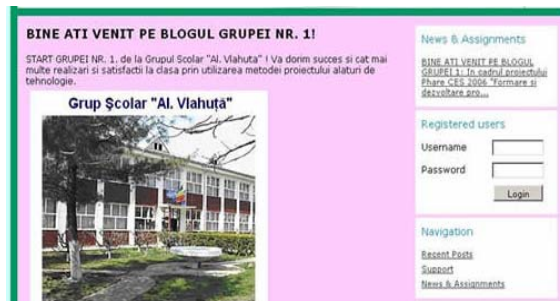 BINE ATI VENIT PE BLOGUL GRUPEI NR. 1!
START GRUPEI NR. 1. de la Grupul Scolar "Al. Vlahuta" ! Va dorim succes si cat mai
multe realizari si satisfactii la clasa prin utilizarea metodei proiectului alaturi de
tehnologie.
Grup Şcolar "Al. Vlahuţă"
News & Assignments
BINE ATI VENIT PE BLOGUL
GRUPEI 1: In cadrul proiectului
Phare CES 2006 "Formare si
dezvoltare pro...
Registered users
Username
Password
Login
Navigation
Recent Posts
Support
News & Assignments